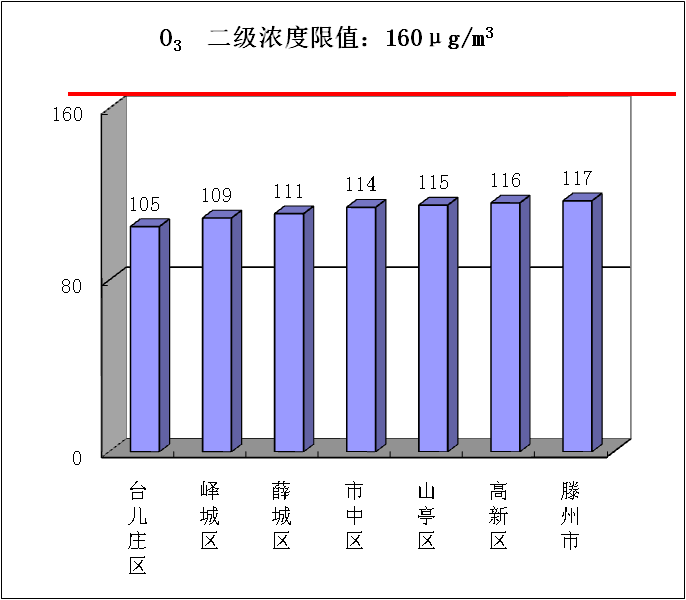 O₃ 二级浓度限值：160μg/m³
160
80
0
105
109
111
114
115
116
117
台儿庄区
峄城区
薛城区
市中区
山亭区
高新区
滕州市